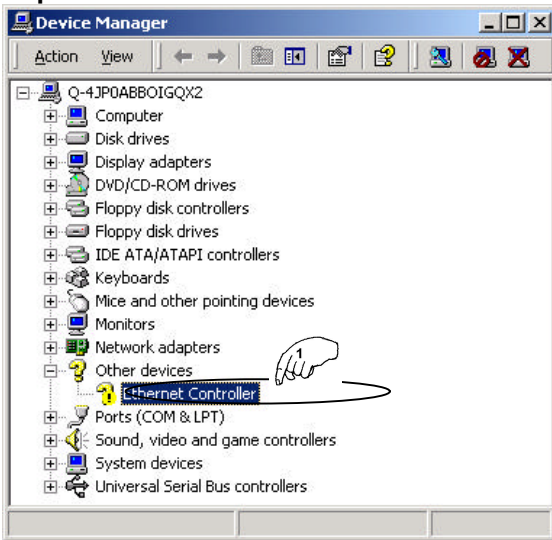 Device Manager
Action View
Q-4JP0ABBOIGQX2
Computer
Disk drives
Display adapters
DVD/CD-ROM drives
Floppy disk controllers
Floppy disk drives
IDE ATA/ATAPI controllers
Keyboards
Mice and other pointing devices
Monitors
Network adapters
Other devices
1
Ethernet Controller
Ports (COM & LPT)
Sound, video and game controllers
System devices
Universal Serial Bus controllers